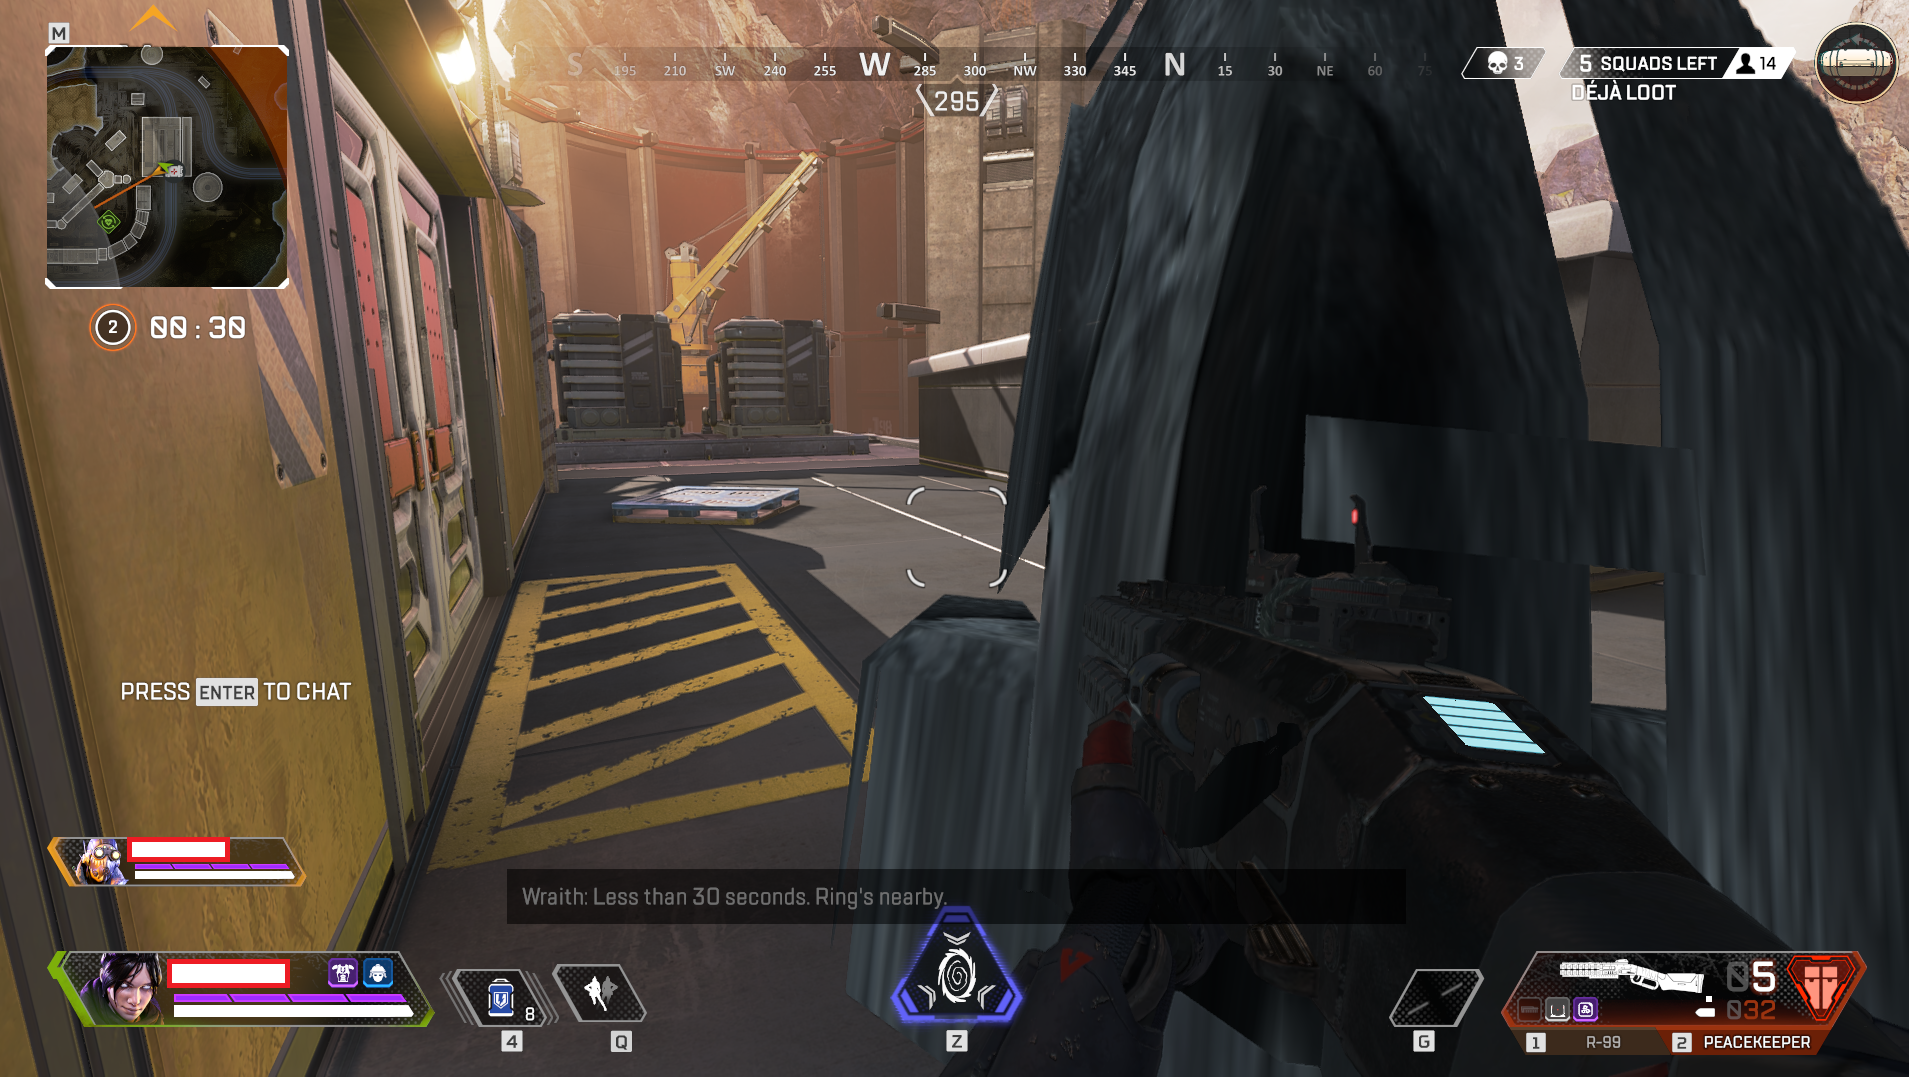 M
S 195 210 SW 240 255 W 285 300 NW 330 345 N 15 30 NE 60 75
295
3
5 SQUADS LEFT 14
DÉJÀ LOOT
2 00:30
PRESS ENTER TO CHAT
Wraith: Less than 30 seconds. Ring's nearby.
8
4
Q
Z
G
05
032
1 R-99
2 PEACEKEEPER